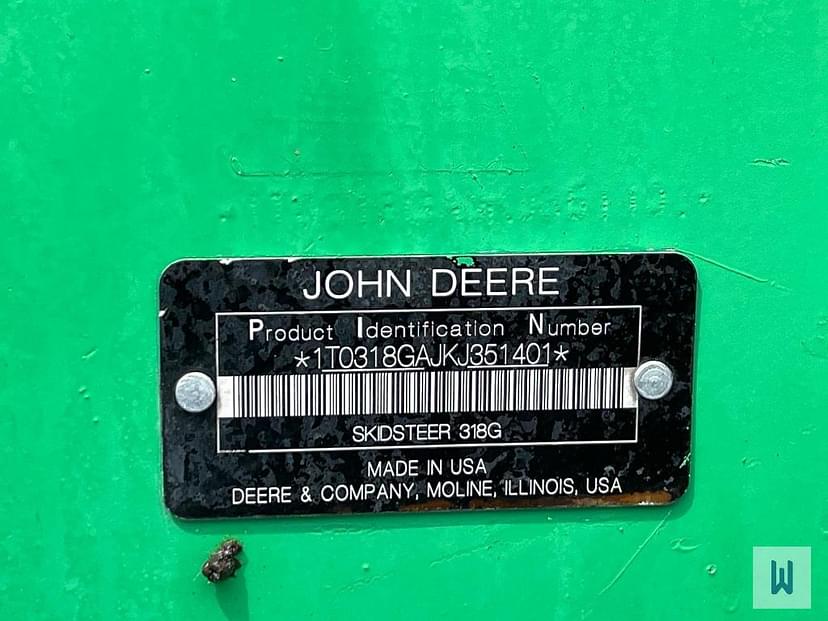 JOHN DEERE
Product Identification Number
*1T0318GAJKJ351401*
SKIDSTEER 318G
MADE IN USA
DEERE & COMPANY, MOLINE, ILLINOIS, USA
W